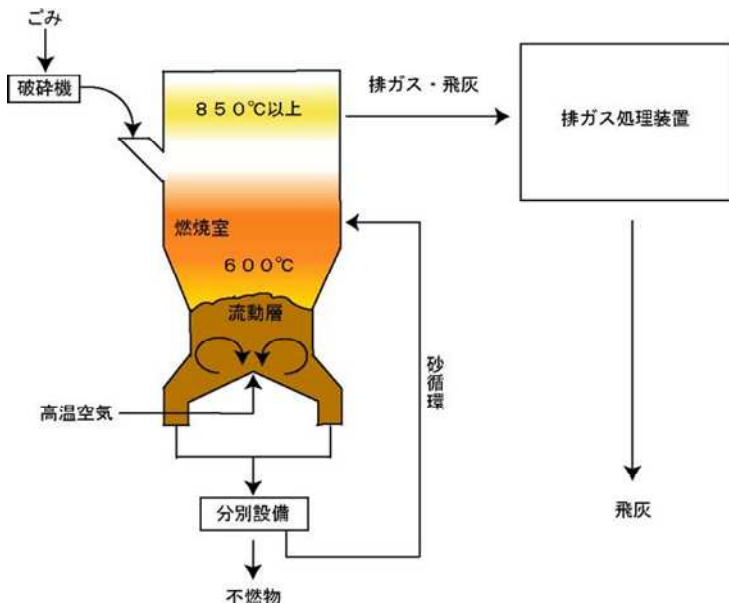 ごみ
破砕機
850℃以上
排ガス・飛灰
排ガス処理装置
燃焼室
600℃
流動層
砂循環
高温空気
分別設備
飛灰
不燃物